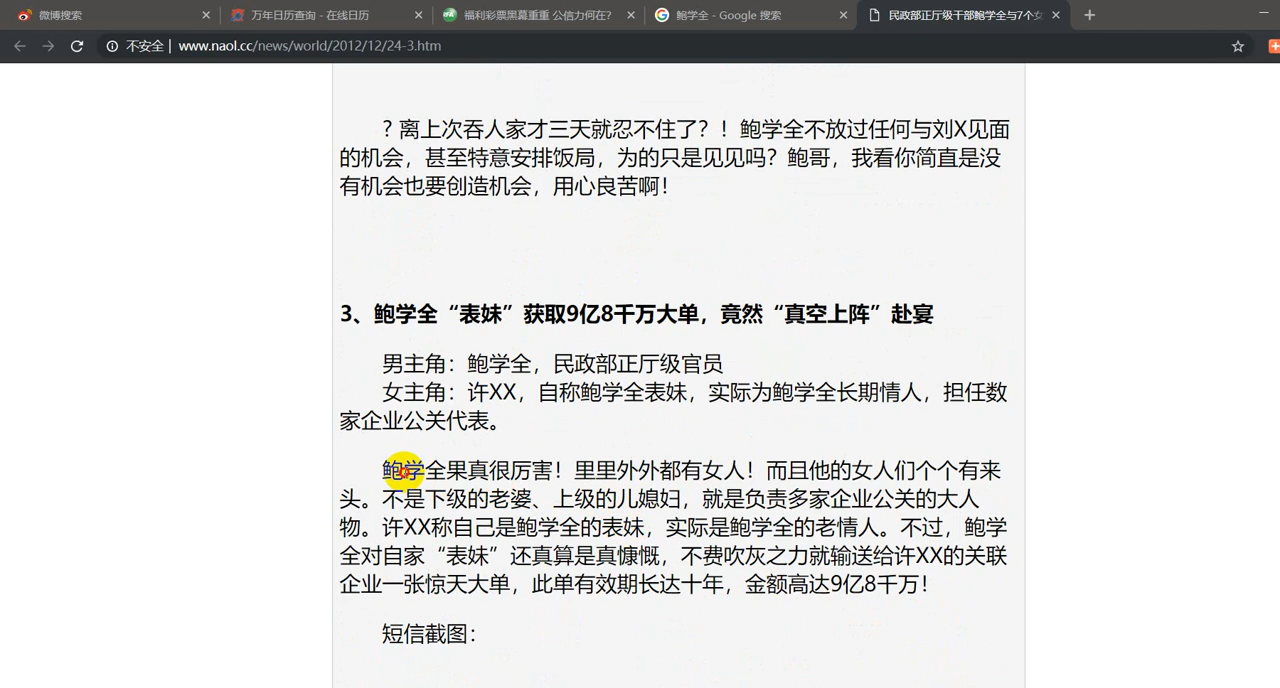 微博搜索
万年日历查询 - 在线日历
福利彩票黑幕重重 公信力何在?
鲍学全 - Google 搜索
民政部正厅级干部鲍学全与7个女
不安全 | www.naol.cc/news/world/2012/12/24-3.htm
? 离上次吞人家才三天就忍不住了？！鲍学全不放过任何与刘X见面
的机会，甚至特意安排饭局，为的只是见见吗？鲍哥，我看你简直是没
有机会也要创造机会，用心良苦啊！
3、鲍学全“表妹”获取9亿8千万大单，竟然“真空上阵”赴宴
男主角：鲍学全，民政部正厅级官员
女主角：许XX，自称鲍学全表妹，实际为鲍学全长期情人，担任数
家企业公关代表。
鲍学全果真很厉害！里里外外都有女人！而且他的女人们个个有来
头。不是下级的老婆、上级的儿媳妇，就是负责多家企业公关的大人
物。许XX称自己是鲍学全的表妹，实际是鲍学全的老情人。不过，鲍学
全对自家“表妹”还真算是真慷慨，不费吹灰之力就输送给许XX的关联
企业一张惊天大单，此单有效期长达十年，金额高达9亿8千万！
短信截图：